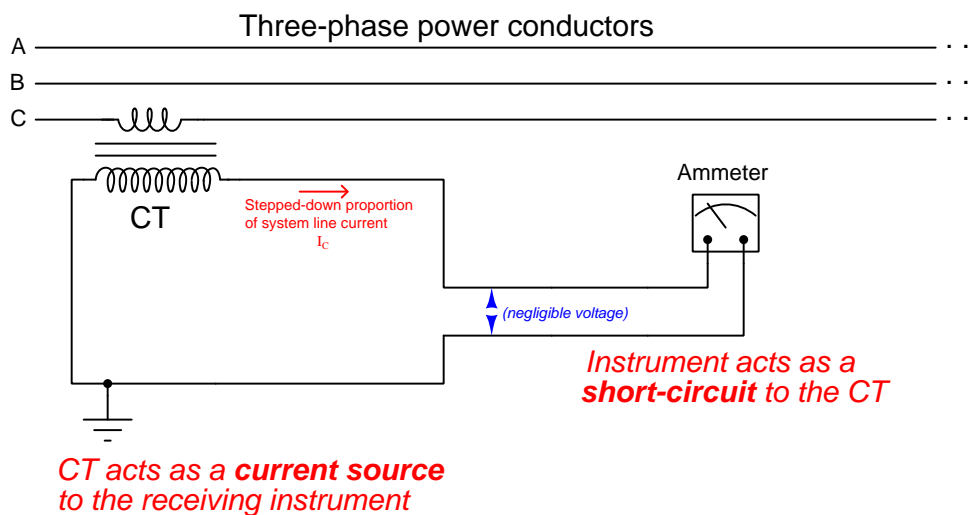 Three-phase power conductors
A
B
C
CT
Stepped-down proportion
of system line current
I_C
Ammeter
(negligible voltage)
Instrument acts as a
short-circuit to the CT
CT acts as a current source
to the receiving instrument